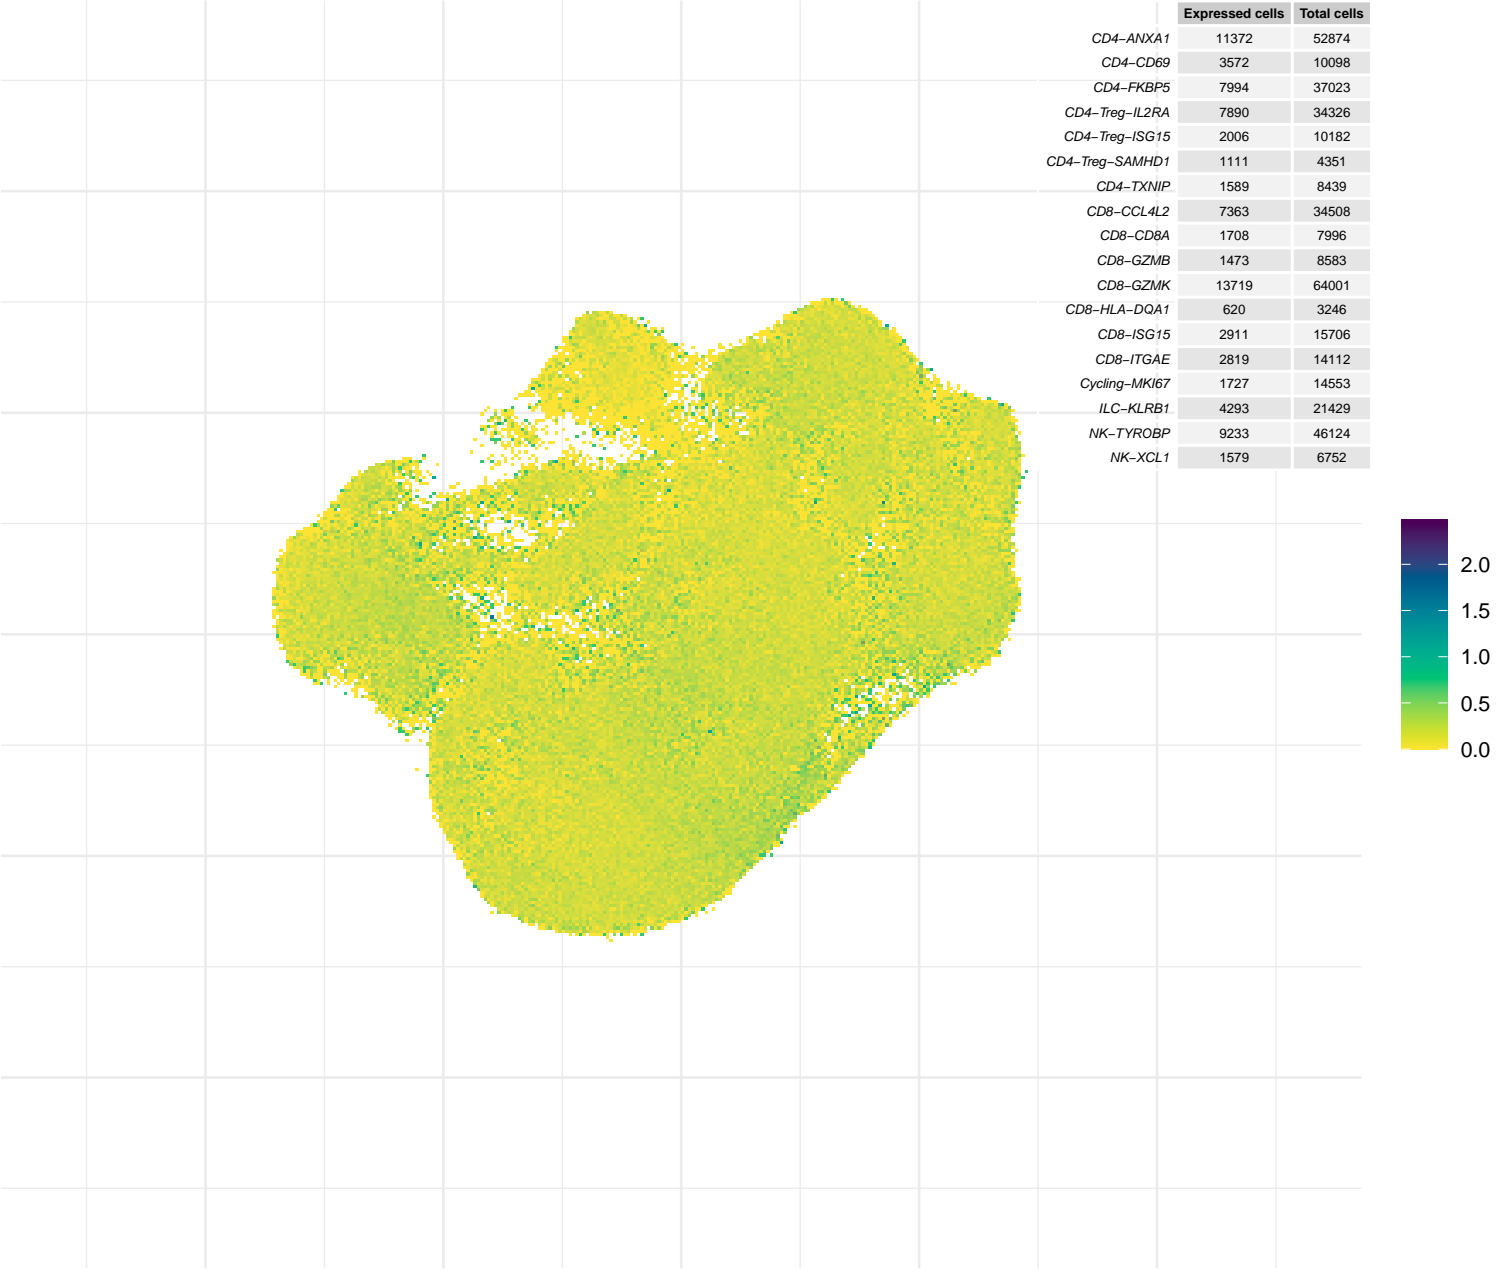 Expressed cells Total cells
CD4−ANXA1 11372 52874
CD4−CD69 3572 10098
CD4−FKBP5 7994 37023
CD4−Treg−IL2RA 7890 34326
CD4−Treg−ISG15 2006 10182
CD4−Treg−SAMHD1 1111 4351
CD4−TXNIP 1589 8439
CD8−CCL4L2 7363 34508
CD8−CD8A 1708 7996
CD8−GZMB 1473 8583
CD8−GZMK 13719 64001
CD8−HLA−DQA1 620 3246
CD8−ISG15 2911 15706
CD8−ITGAE 2819 14112
Cycling−MKI67 1727 14553
ILC−KLRB1 4293 21429
NK−TYROBP 9233 46124
NK−XCL1 1579 6752
2.0
1.5
1.0
0.5
0.0